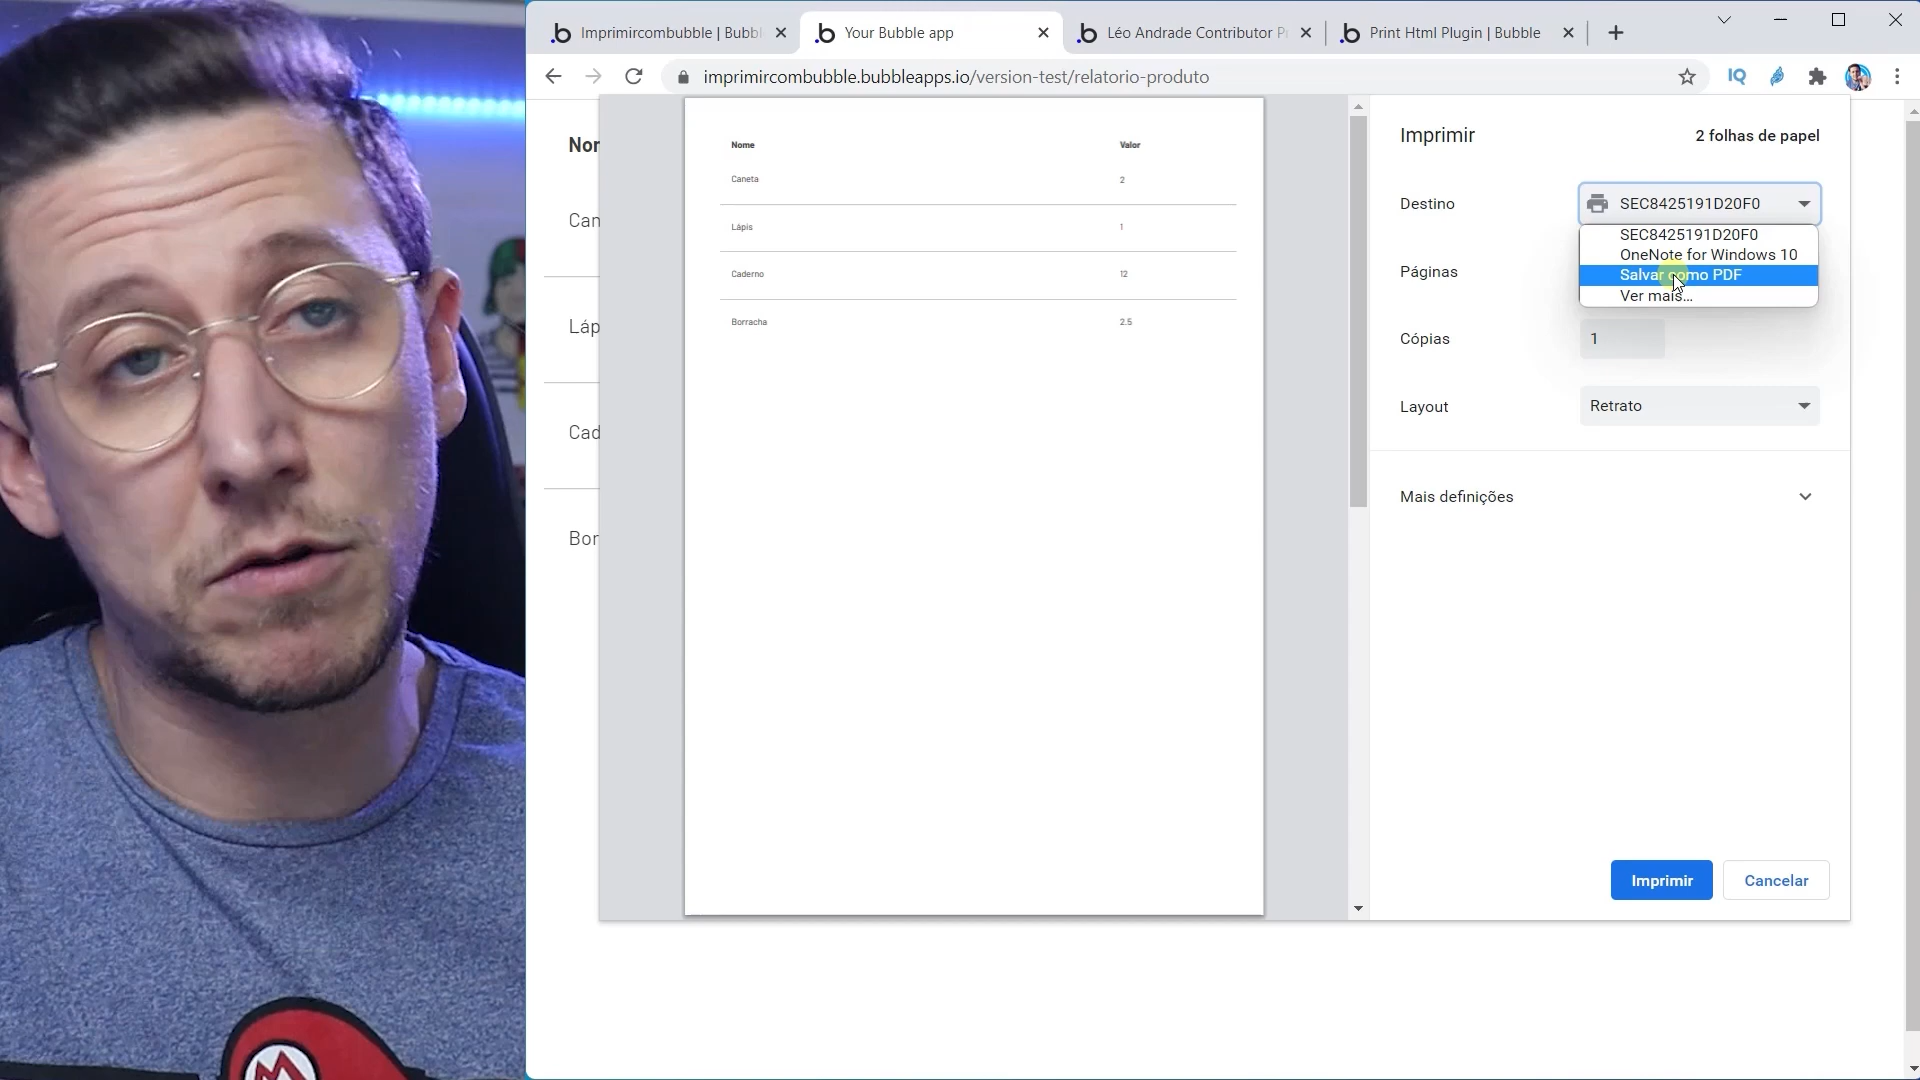 Imprimircombubble | Bubbl
Your Bubble app
Léo Andrade Contributor P
Print Html Plugin | Bubble
imprimircombubble.bubbleapps.io/version-test/relatorio-produto
IQ
Nor
Can
Láp
Cad
Bor
Nome Valor
Caneta 2
Lápis 1
Caderno 12
Borracha 2.5
Imprimir 2 folhas de papel
Destino SEC8425191D20F0
SEC8425191D20F0
OneNote for Windows 10
Salvar como PDF
Ver mais...
Páginas
Cópias 1
Layout Retrato
Mais definições
Imprimir Cancelar
M